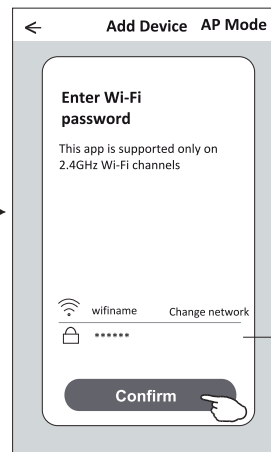 Add Device AP Mode
Enter Wi-Fi
password
This app is supported only on
2.4GHz Wi-Fi channels
wifiname Change network
******
Confirm